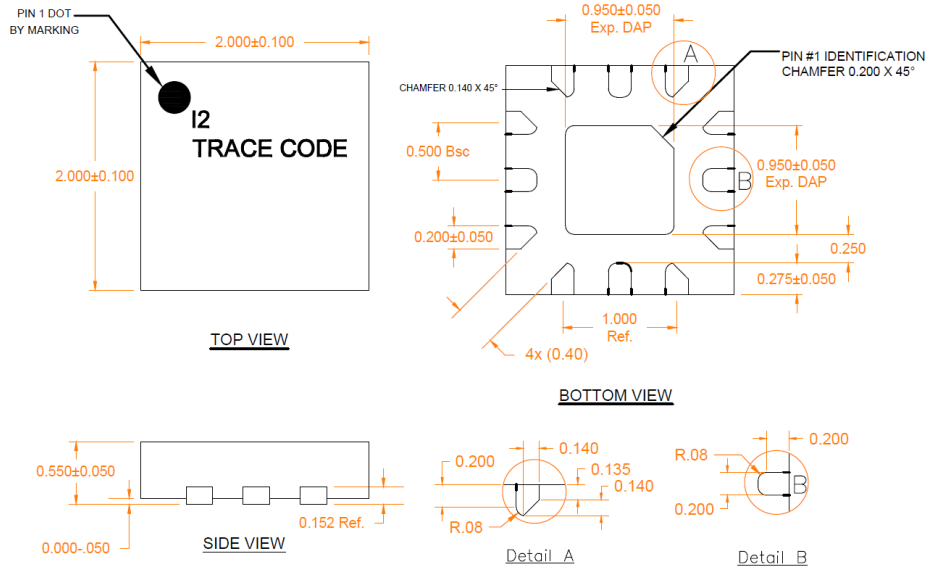 PIN 1 DOT
BY MARKING
2.000±0.100
I2
TRACE CODE
2.000±0.100
TOP VIEW
0.950±0.050
Exp. DAP
A
PIN #1 IDENTIFICATION
CHAMFER 0.200 X 45°
CHAMFER 0.140 X 45°
0.500 Bsc
0.950±0.050
Exp. DAP
B
0.200±0.050
0.250
0.275±0.050
1.000
Ref.
4x (0.40)
BOTTOM VIEW
0.550±0.050
0.152 Ref.
0.000-.050
SIDE VIEW
0.140
0.200
0.135
0.140
R.08
Detail A
0.200
R.08
B
0.200
Detail B